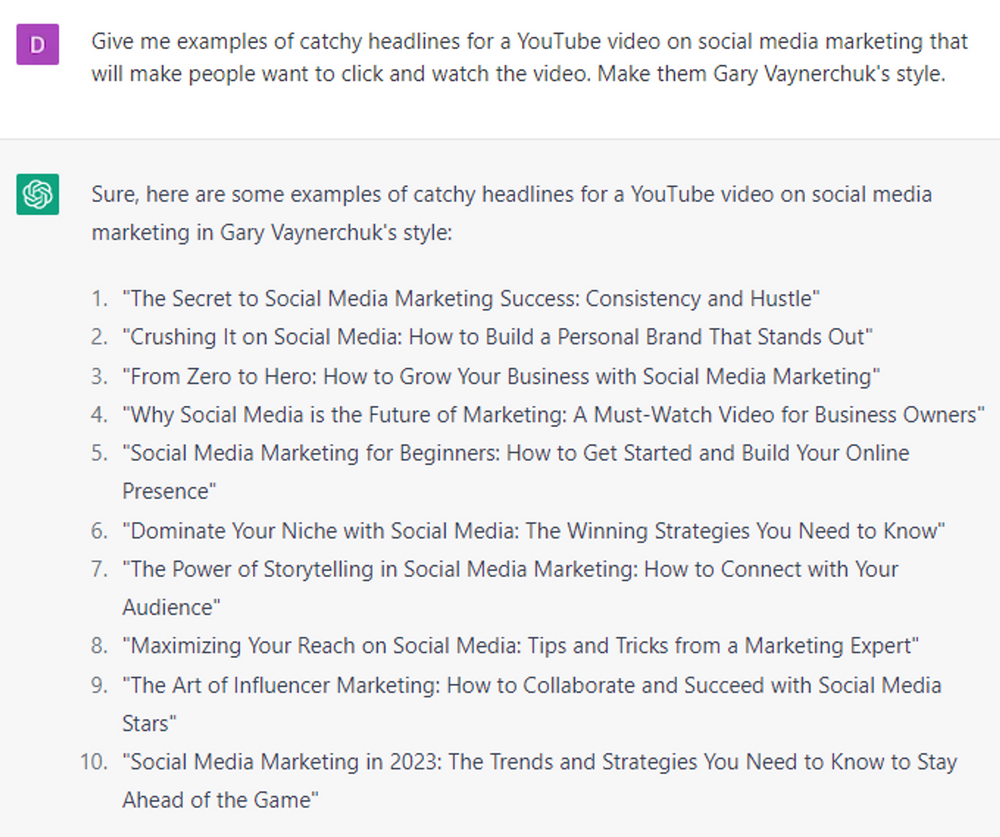 D
Give me examples of catchy headlines for a YouTube video on social media marketing that
will make people want to click and watch the video. Make them Gary Vaynerchuk's style.
Sure, here are some examples of catchy headlines for a YouTube video on social media
marketing in Gary Vaynerchuk's style:
1. "The Secret to Social Media Marketing Success: Consistency and Hustle"
2. "Crushing It on Social Media: How to Build a Personal Brand That Stands Out"
3. "From Zero to Hero: How to Grow Your Business with Social Media Marketing"
4. "Why Social Media is the Future of Marketing: A Must-Watch Video for Business Owners"
5. "Social Media Marketing for Beginners: How to Get Started and Build Your Online
Presence"
6. "Dominate Your Niche with Social Media: The Winning Strategies You Need to Know"
7. "The Power of Storytelling in Social Media Marketing: How to Connect with Your
Audience"
8. "Maximizing Your Reach on Social Media: Tips and Tricks from a Marketing Expert"
9. "The Art of Influencer Marketing: How to Collaborate and Succeed with Social Media
Stars"
10. "Social Media Marketing in 2023: The Trends and Strategies You Need to Know to Stay
Ahead of the Game"